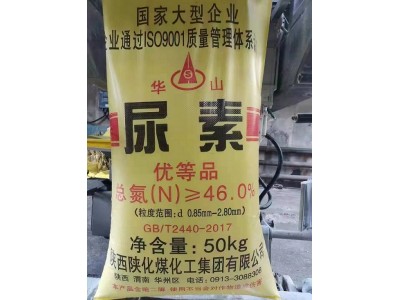 国家大型企业
企业通过ISO9001质量管理体系
华 山
尿素
优等品
总氮(N)≥46.0%
(粒度范围:d 0.85mm-2.80mm)
GB/T2440-2017
净含量:50kg
陕西陕化煤化工集团有限公司
陕西 渭南 华州区 电话:0913-3088308